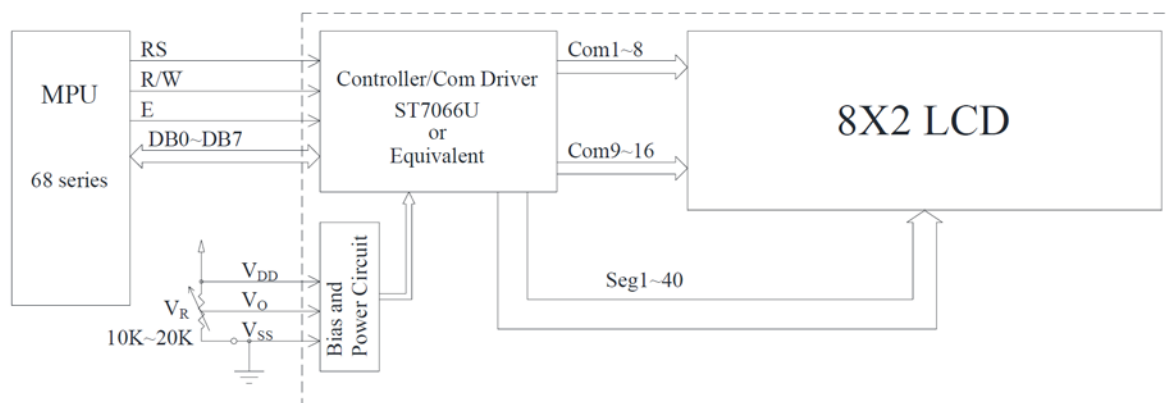 MPU
68 series
RS
R/W
E
DB0~DB7
Controller/Com Driver
ST7066U
or
Equivalent
Com1~8
Com9~16
8X2 LCD
Seg1~40
Bias and
Power Circuit
VDD
VO
VSS
VR
10K~20K